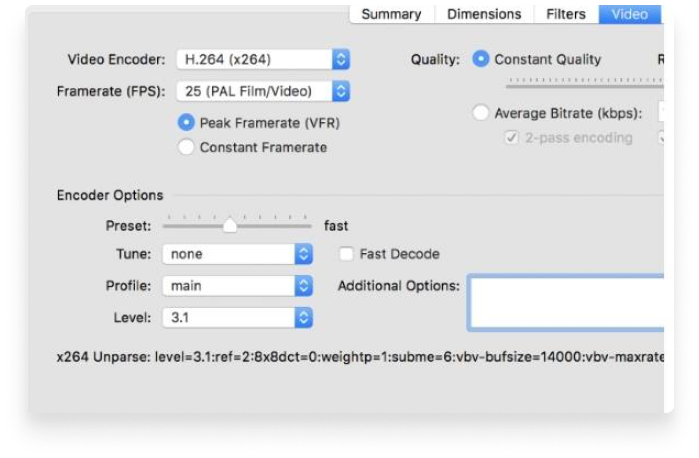 Summary Dimensions Filters Video
Video Encoder: H.264 (x264) Quality: Constant Quality R
Framerate (FPS): 25 (PAL Film/Video)
Peak Framerate (VFR) Average Bitrate (kbps):
Constant Framerate 2-pass encoding
Encoder Options
Preset: fast
Tune: none Fast Decode
Profile: main Additional Options:
Level: 3.1
x264 Unparse: level=3.1:ref=2:8x8dct=0:weightp=1:subme=6:vbv-bufsize=14000:vbv-maxrate